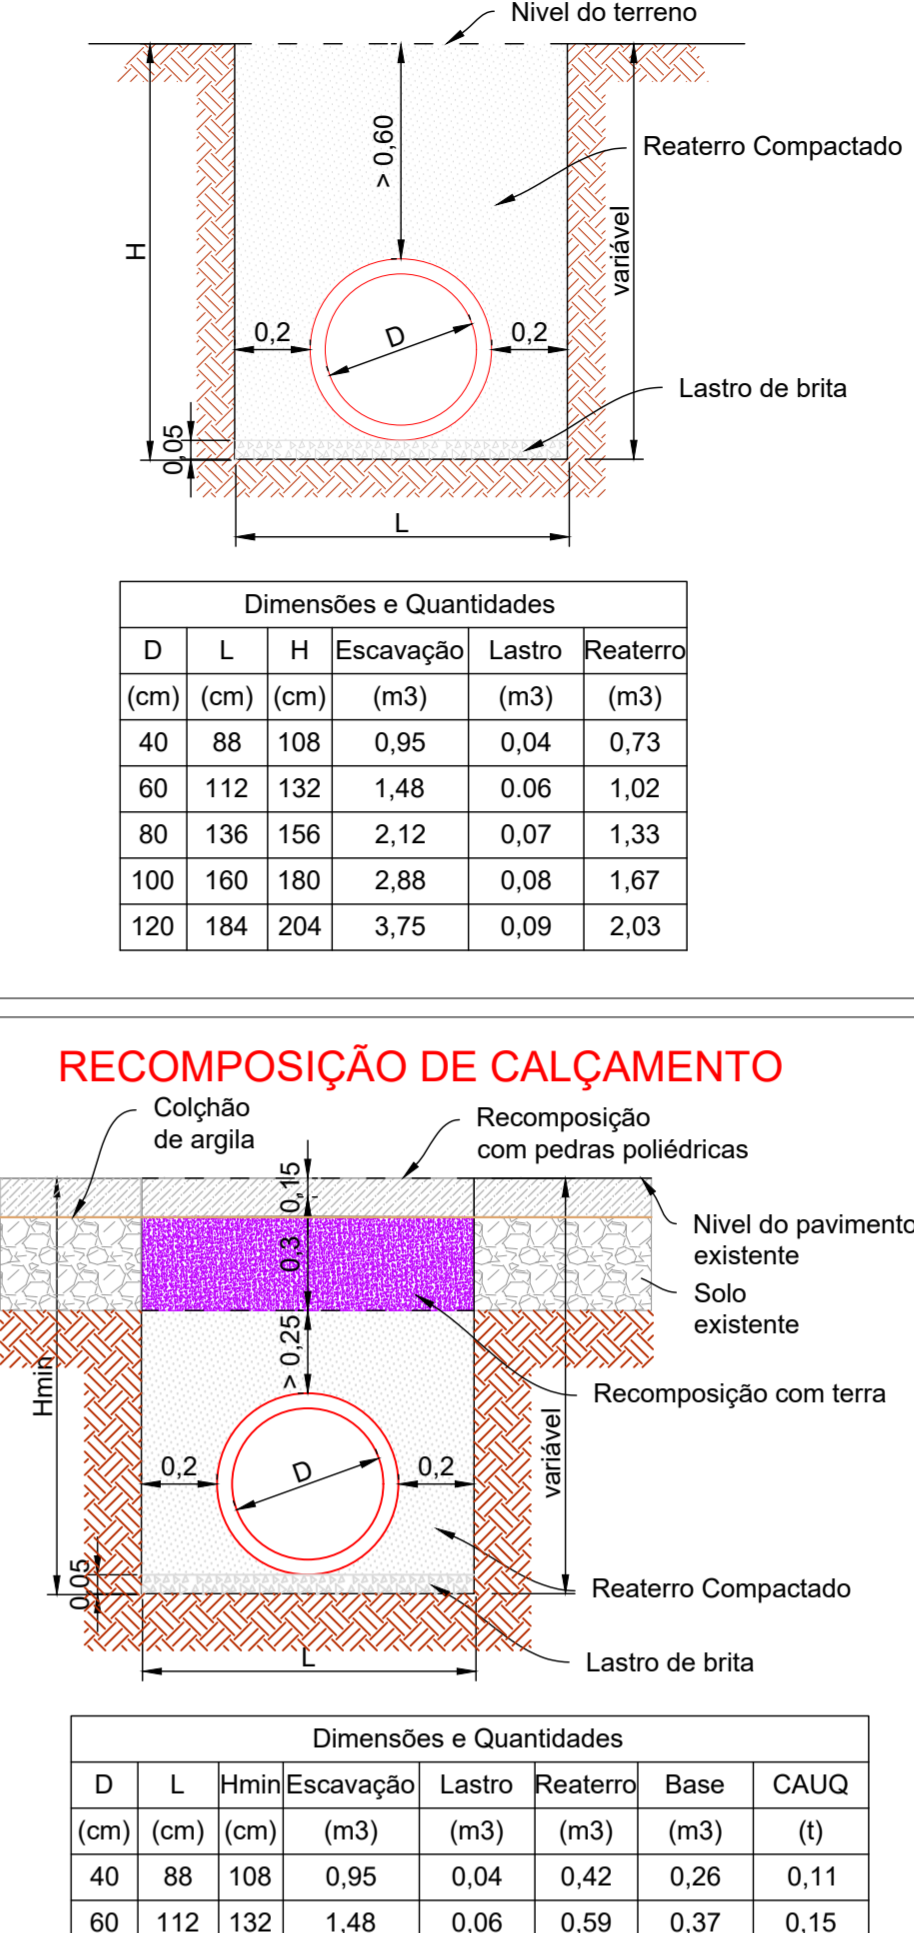 Nivel do terreno
> 0,60
Reaterro Compactado
H
variável
0,2
D
0,2
Lastro de brita
0,05
L
Dimensões e Quantidades
D L H Escavação Lastro Reaterro
(cm) (cm) (cm) (m3) (m3) (m3)
40 88 108 0,95 0,04 0,73
60 112 132 1,48 0.06 1,02
80 136 156 2,12 0,07 1,33
100 160 180 2,88 0,08 1,67
120 184 204 3,75 0,09 2,03
RECOMPOSIÇÃO DE CALÇAMENTO
Colçhão
de argila
Recomposição
com pedras poliédricas
0,15
Nivel do pavimento
existente
0,3
Solo
existente
> 0,25
Hmin
Recomposição com terra
variável
0,2
D
0,2
0,05
Reaterro Compactado
L
Lastro de brita
Dimensões e Quantidades
D L Hmin Escavação Lastro Reaterro Base CAUQ
(cm) (cm) (cm) (m3) (m3) (m3) (m3) (t)
40 88 108 0,95 0,04 0,42 0,26 0,11
60 112 132 1,48 0,06 0,59 0,37 0,15